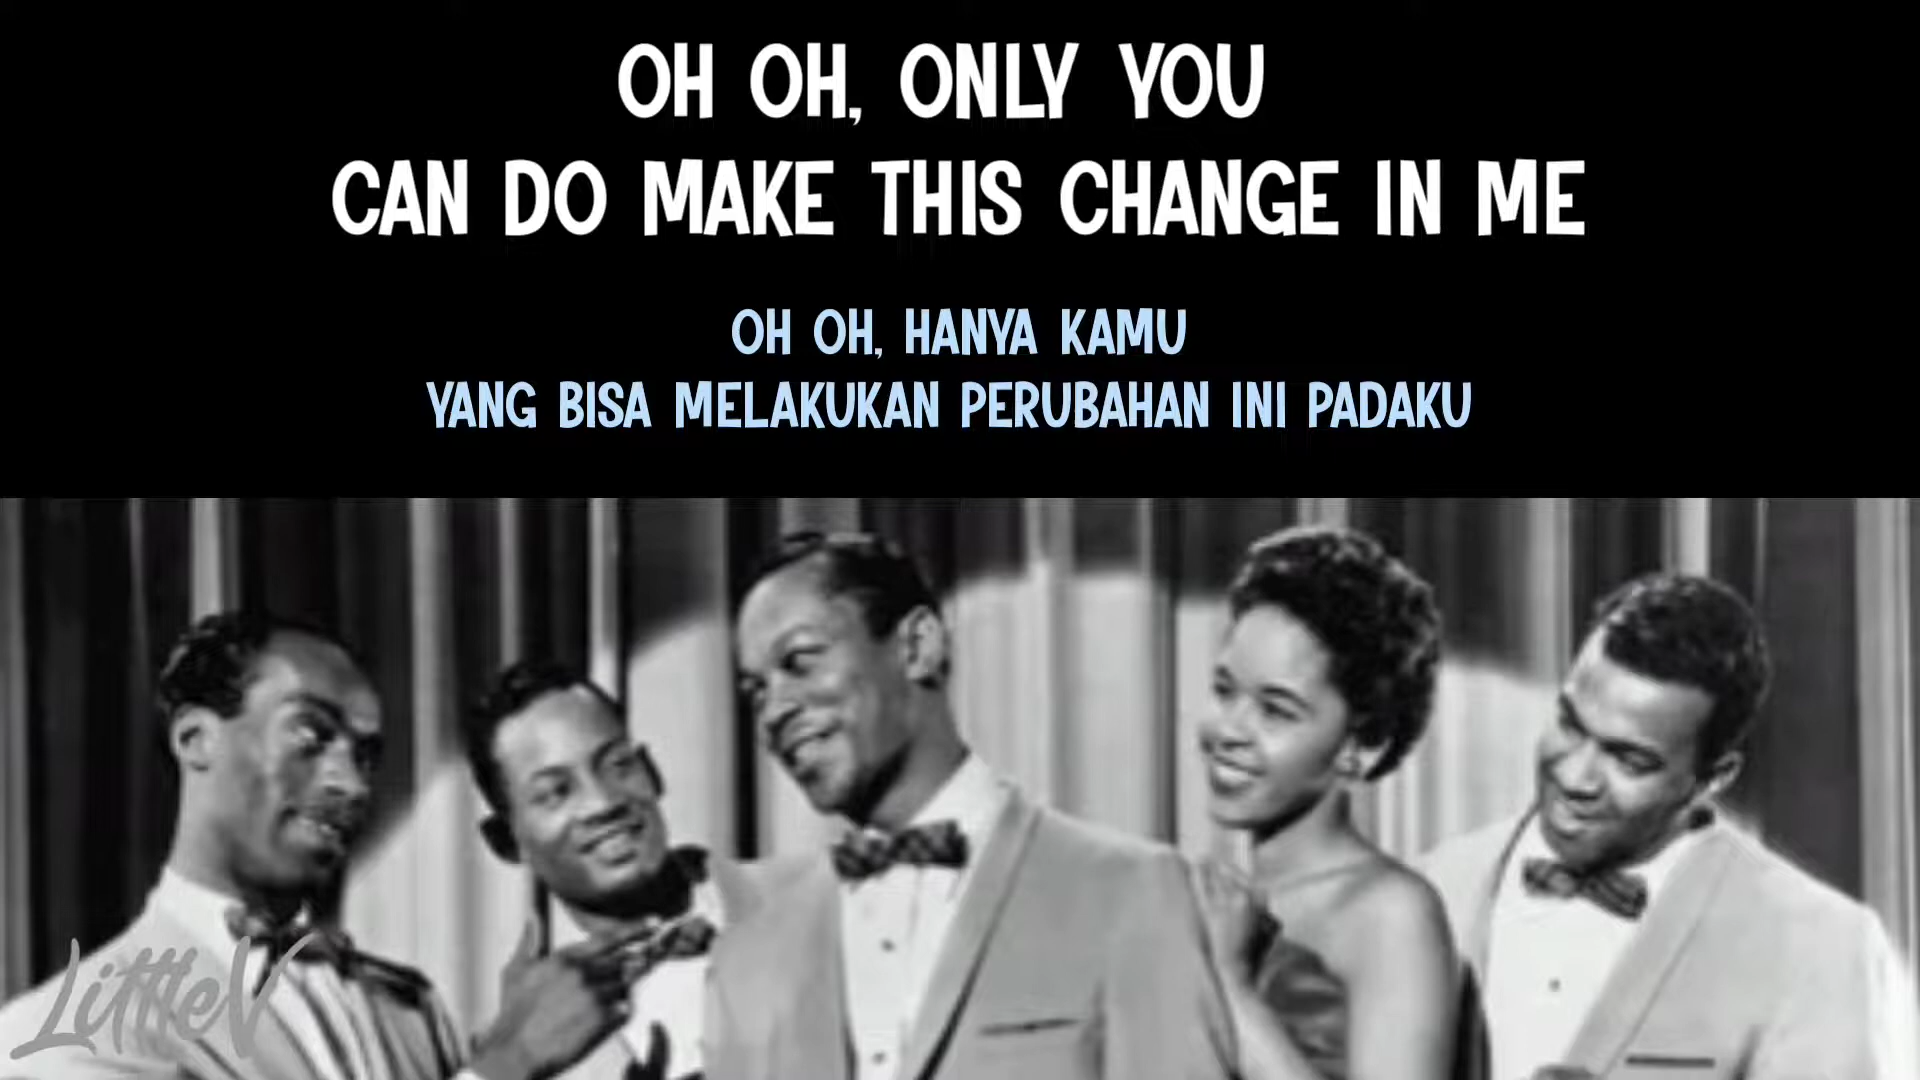 OH OH, ONLY YOU
CAN DO MAKE THIS CHANGE IN ME
OH OH, HANYA KAMU
YANG BISA MELAKUKAN PERUBAHAN INI PADAKU
LittleV